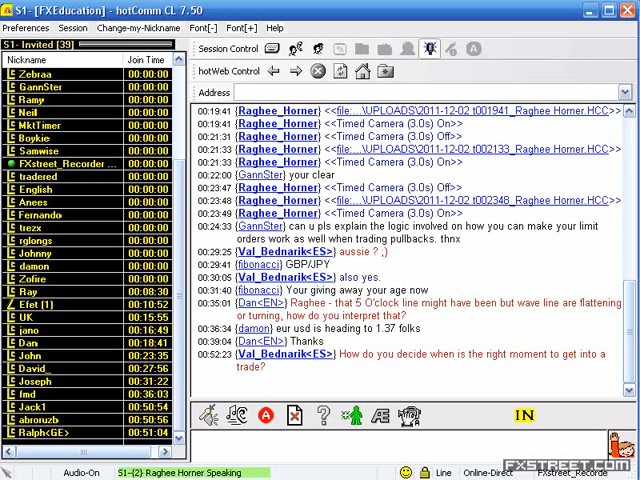 S1- [FXEducation] - hotComm CL 7.50
Preferences Session Change-my-Nickname Font[-] Font[+] Help
S1- Invited [39]
Nickname Join Time
Zebraa 00:00:00
GannSter 00:00:00
Ramy 00:00:00
Neil 00:00:00
MktTimer 00:00:00
Boykie 00:00:00
Samwise 00:00:00
FXstreet_Recorder ... 00:00:00
tradered 00:00:00
English 00:00:00
Anees 00:00:00
Fernando 00:00:00
trezx 00:00:00
rglongs 00:00:00
Johnny 00:00:00
damon 00:00:00
Zofire 00:00:00
Ray 00:08:30
Efet (1) 00:10:52
UK 00:15:55
jano 00:16:49
Dan 00:18:41
John 00:23:35
David_ 00:27:56
Joseph 00:31:22
fmd 00:36:03
Jack1 00:50:54
abroruzb 00:50:56
Ralph<GE> 00:51:04
Session Control
hotWeb Control
Address
00:19:41 {Raghee_Horner} <<file:...\UPLOADS\2011-12-02 t001941_Raghee Horner.HCC>>
00:19:41 {Raghee_Horner} <<Timed Camera (3.0s) On>>
00:21:31 {Raghee_Horner} <<Timed Camera (3.0s) Off>>
00:21:33 {Raghee_Horner} <<file:...\UPLOADS\2011-12-02 t002133_Raghee Horner.HCC>>
00:21:33 {Raghee_Horner} <<Timed Camera (3.0s) On>>
00:22:00 {GannSter} your clear
00:23:47 {Raghee_Horner} <<Timed Camera (3.0s) Off>>
00:23:48 {Raghee_Horner} <<file:...\UPLOADS\2011-12-02 t002348_Raghee Horner.HCC>>
00:23:49 {Raghee_Horner} <<Timed Camera (3.0s) On>>
00:24:33 {GannSter} can u pls explain the logic involved on how you can make your limit
orders work as well when trading pullbacks. thnx
00:29:25 {Val_Bednarik<ES>} aussie ? ;)
00:29:41 {fibonacci} GBP/JPY
00:30:05 {Val_Bednarik<ES>} also yes.
00:31:40 {fibonacci} Your giving away your age now
00:35:01 {Dan<EN>} Raghee - that 5 O'clock line might have been but wave line are flattening
or turning, how do you interpret that?
00:36:34 {damon} eur usd is heading to 1.37 folks
00:39:04 {Dan<EN>} Thanks
00:52:23 {Val_Bednarik<ES>} How do you decide when is the right moment to get into a
trade?
IN
Audio-On S1-{2} Raghee Horner Speaking Line Online-Direct FXstreet_Recorde
FXSTREET.COM